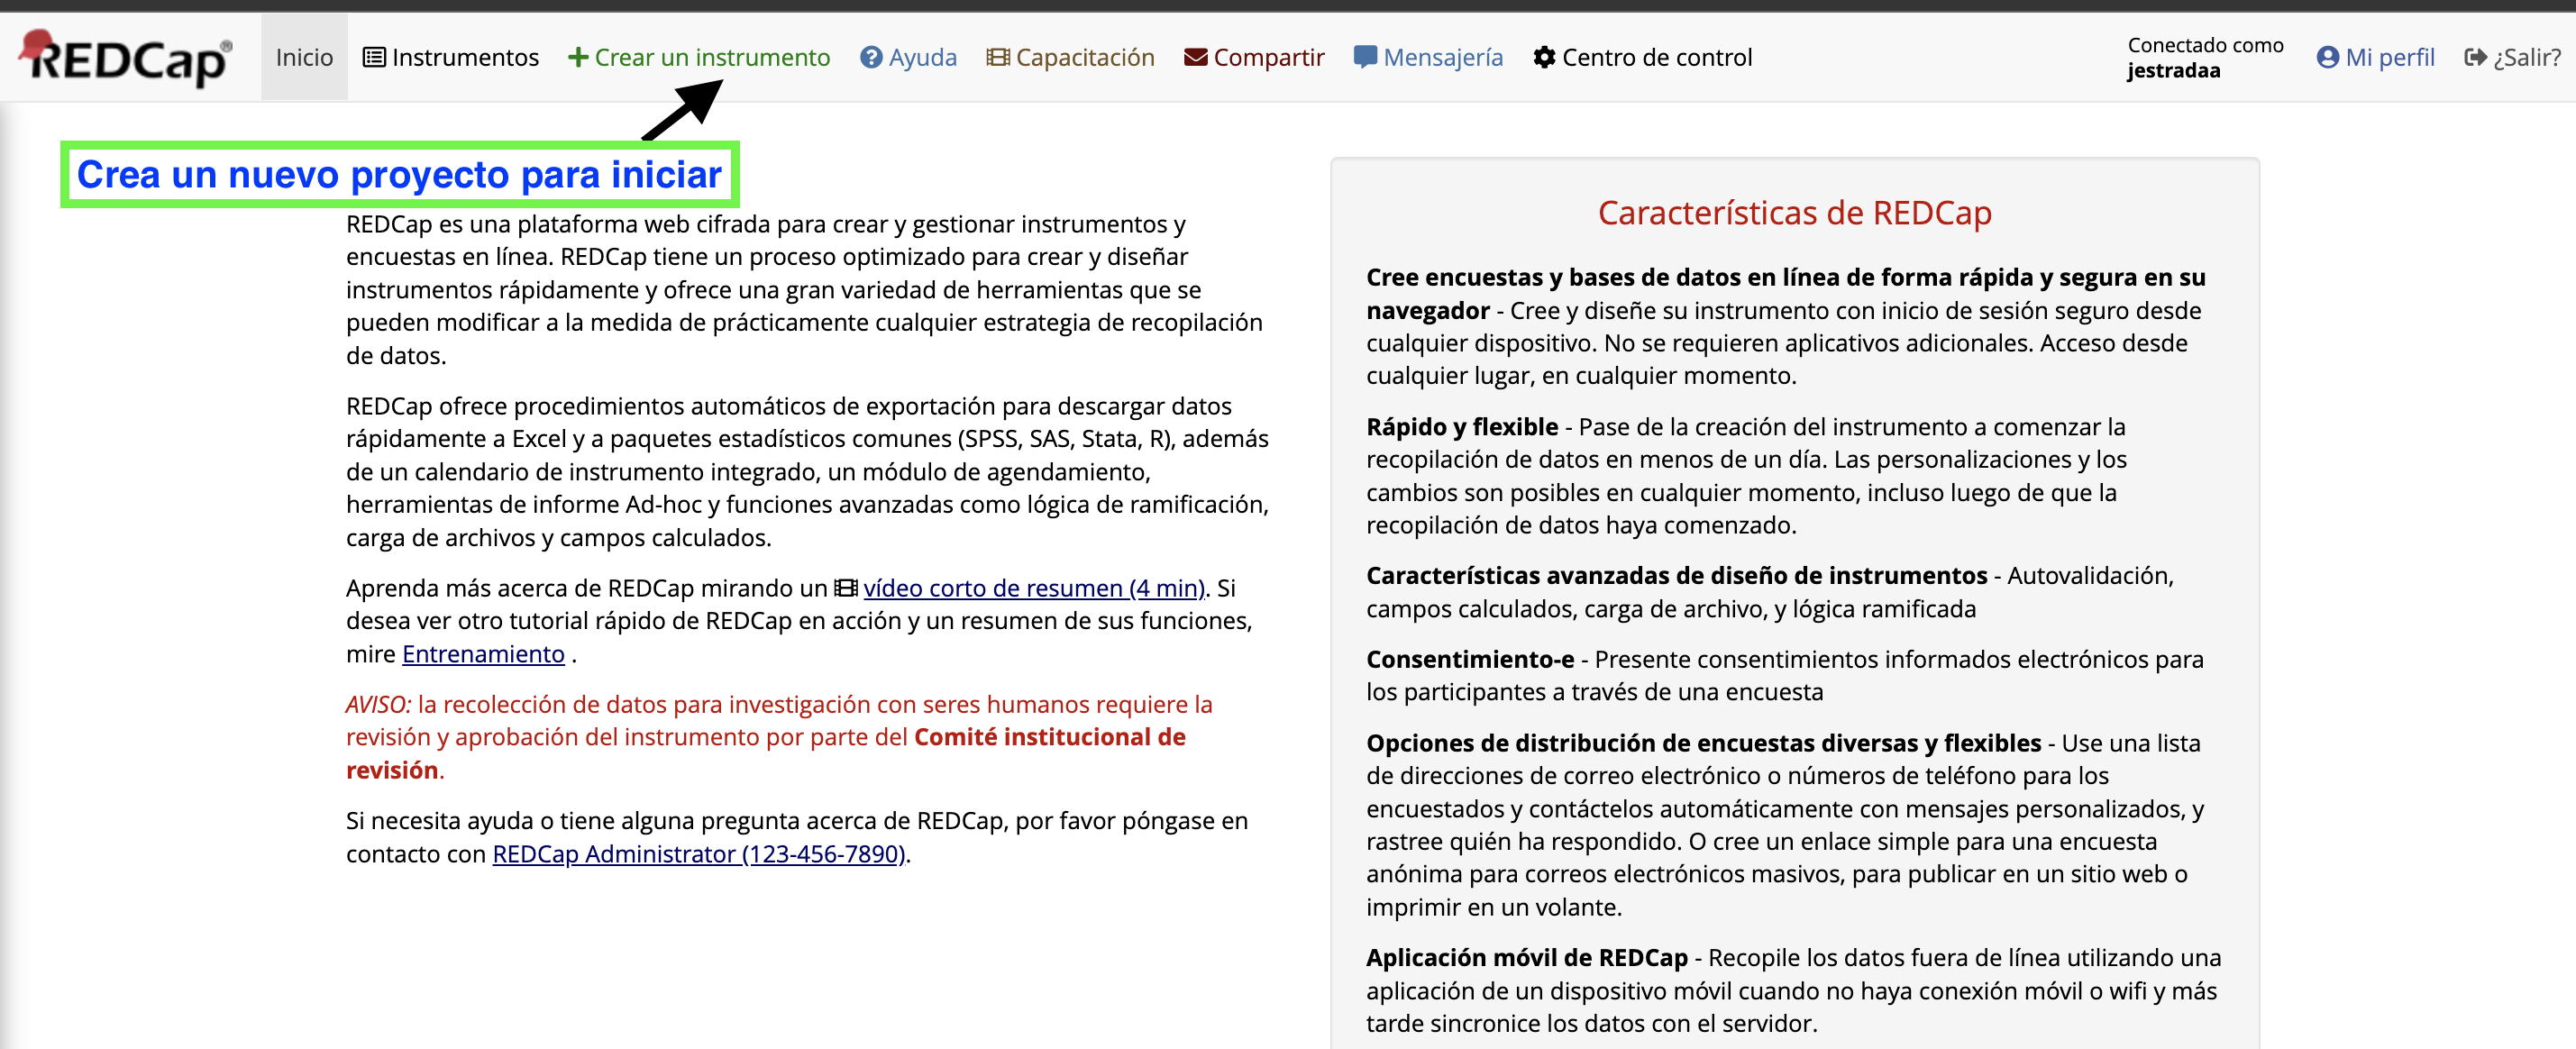 REDCap®
Inicio
Instrumentos
Crear un instrumento
Ayuda
Capacitación
Compartir
Mensajería
Centro de control
Conectado como
jestradaa
Mi perfil
¿Salir?
Crea un nuevo proyecto para iniciar
REDCap es una plataforma web cifrada para crear y gestionar instrumentos y
encuestas en línea. REDCap tiene un proceso optimizado para crear y diseñar
instrumentos rápidamente y ofrece una gran variedad de herramientas que se
pueden modificar a la medida de prácticamente cualquier estrategia de recopilación
de datos.
REDCap ofrece procedimientos automáticos de exportación para descargar datos
rápidamente a Excel y a paquetes estadísticos comunes (SPSS, SAS, Stata, R), además
de un calendario de instrumento integrado, un módulo de agendamiento,
herramientas de informe Ad-hoc y funciones avanzadas como lógica de ramificación,
carga de archivos y campos calculados.
Aprenda más acerca de REDCap mirando un vídeo corto de resumen (4 min). Si
desea ver otro tutorial rápido de REDCap en acción y un resumen de sus funciones,
mire Entrenamiento .
AVISO: la recolección de datos para investigación con seres humanos requiere la
revisión y aprobación del instrumento por parte del Comité institucional de
revisión.
Si necesita ayuda o tiene alguna pregunta acerca de REDCap, por favor póngase en
contacto con REDCap Administrator (123-456-7890).
Características de REDCap
Cree encuestas y bases de datos en línea de forma rápida y segura en su
navegador - Cree y diseñe su instrumento con inicio de sesión seguro desde
cualquier dispositivo. No se requieren aplicativos adicionales. Acceso desde
cualquier lugar, en cualquier momento.
Rápido y flexible - Pase de la creación del instrumento a comenzar la
recopilación de datos en menos de un día. Las personalizaciones y los
cambios son posibles en cualquier momento, incluso luego de que la
recopilación de datos haya comenzado.
Características avanzadas de diseño de instrumentos - Autovalidación,
campos calculados, carga de archivo, y lógica ramificada
Consentimiento-e - Presente consentimientos informados electrónicos para
los participantes a través de una encuesta
Opciones de distribución de encuestas diversas y flexibles - Use una lista
de direcciones de correo electrónico o números de teléfono para los
encuestados y contáctelos automáticamente con mensajes personalizados, y
rastree quién ha respondido. O cree un enlace simple para una encuesta
anónima para correos electrónicos masivos, para publicar en un sitio web o
imprimir en un volante.
Aplicación móvil de REDCap - Recopile los datos fuera de línea utilizando una
aplicación de un dispositivo móvil cuando no haya conexión móvil o wifi y más
tarde sincronice los datos con el servidor.